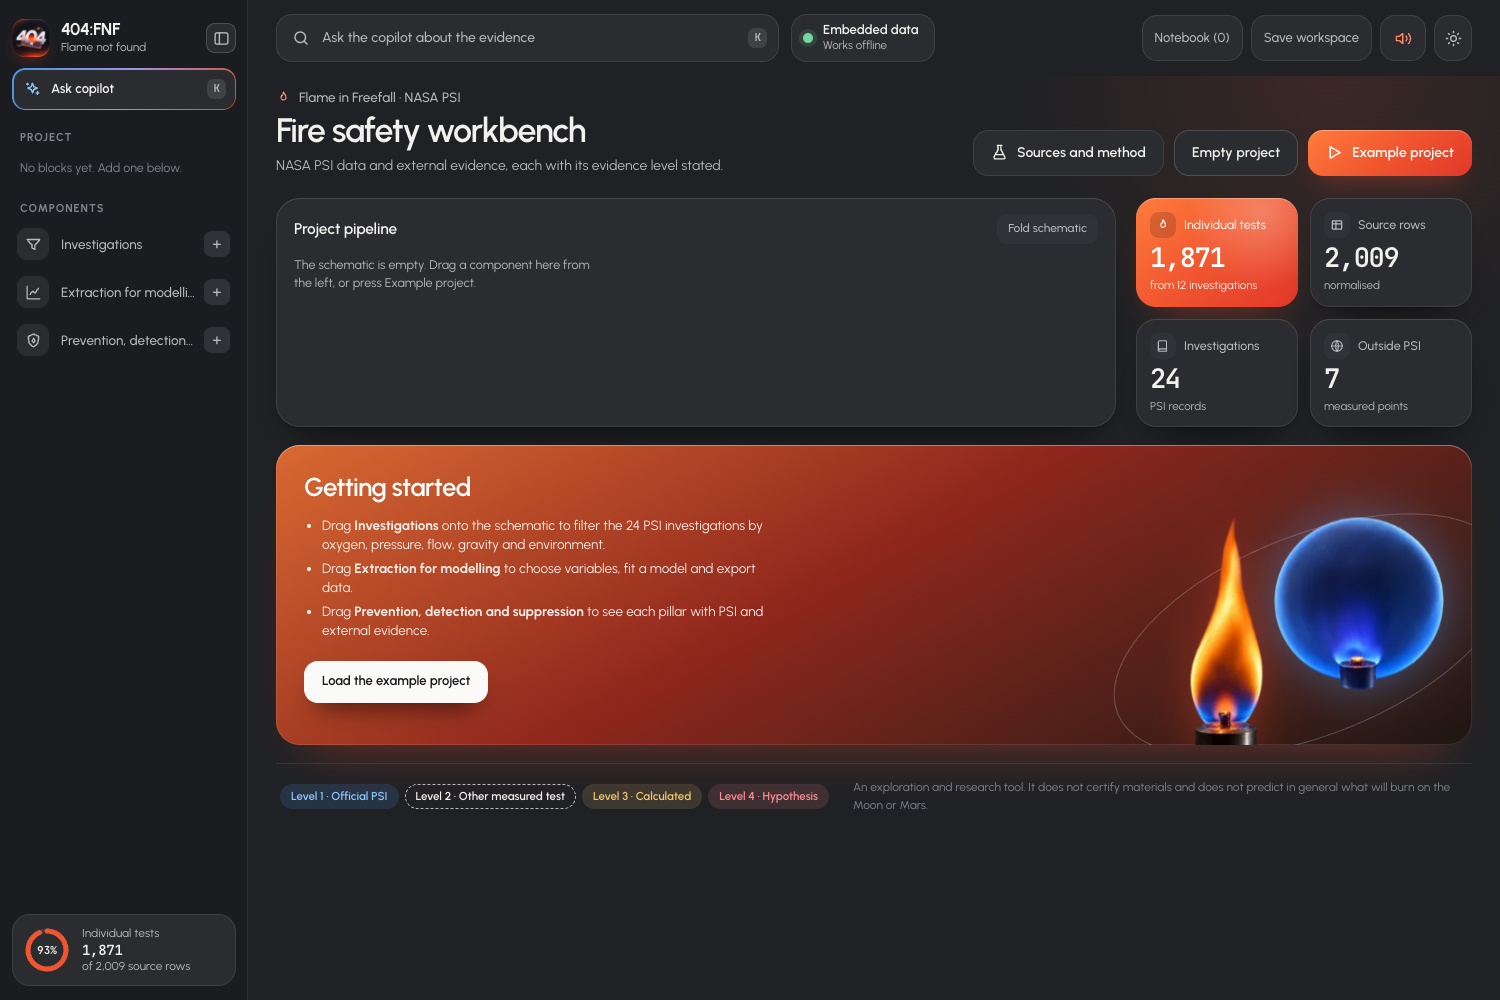 404
404:FNF
Flame not found
Ask copilot
K
PROJECT
No blocks yet. Add one below.
COMPONENTS
Investigations
+
Extraction for modelli...
+
Prevention, detection...
+
93%
Individual tests
1,871
of 2,009 source rows
Ask the copilot about the evidence
K
Embedded data
Works offline
Notebook (0)
Save workspace
Flame in Freefall · NASA PSI
Fire safety workbench
NASA PSI data and external evidence, each with its evidence level stated.
Sources and method
Empty project
Example project
Project pipeline
Fold schematic
The schematic is empty. Drag a component here from
the left, or press Example project.
Individual tests
1,871
from 12 investigations
Source rows
2,009
normalised
Investigations
24
PSI records
Outside PSI
7
measured points
Getting started
• Drag Investigations onto the schematic to filter the 24 PSI investigations by
oxygen, pressure, flow, gravity and environment.
• Drag Extraction for modelling to choose variables, fit a model and export
data.
• Drag Prevention, detection and suppression to see each pillar with PSI and
external evidence.
Load the example project
Level 1 · Official PSI
Level 2 · Other measured test
Level 3 · Calculated
Level 4 · Hypothesis
An exploration and research tool. It does not certify materials and does not predict in general what will burn on the
Moon or Mars.